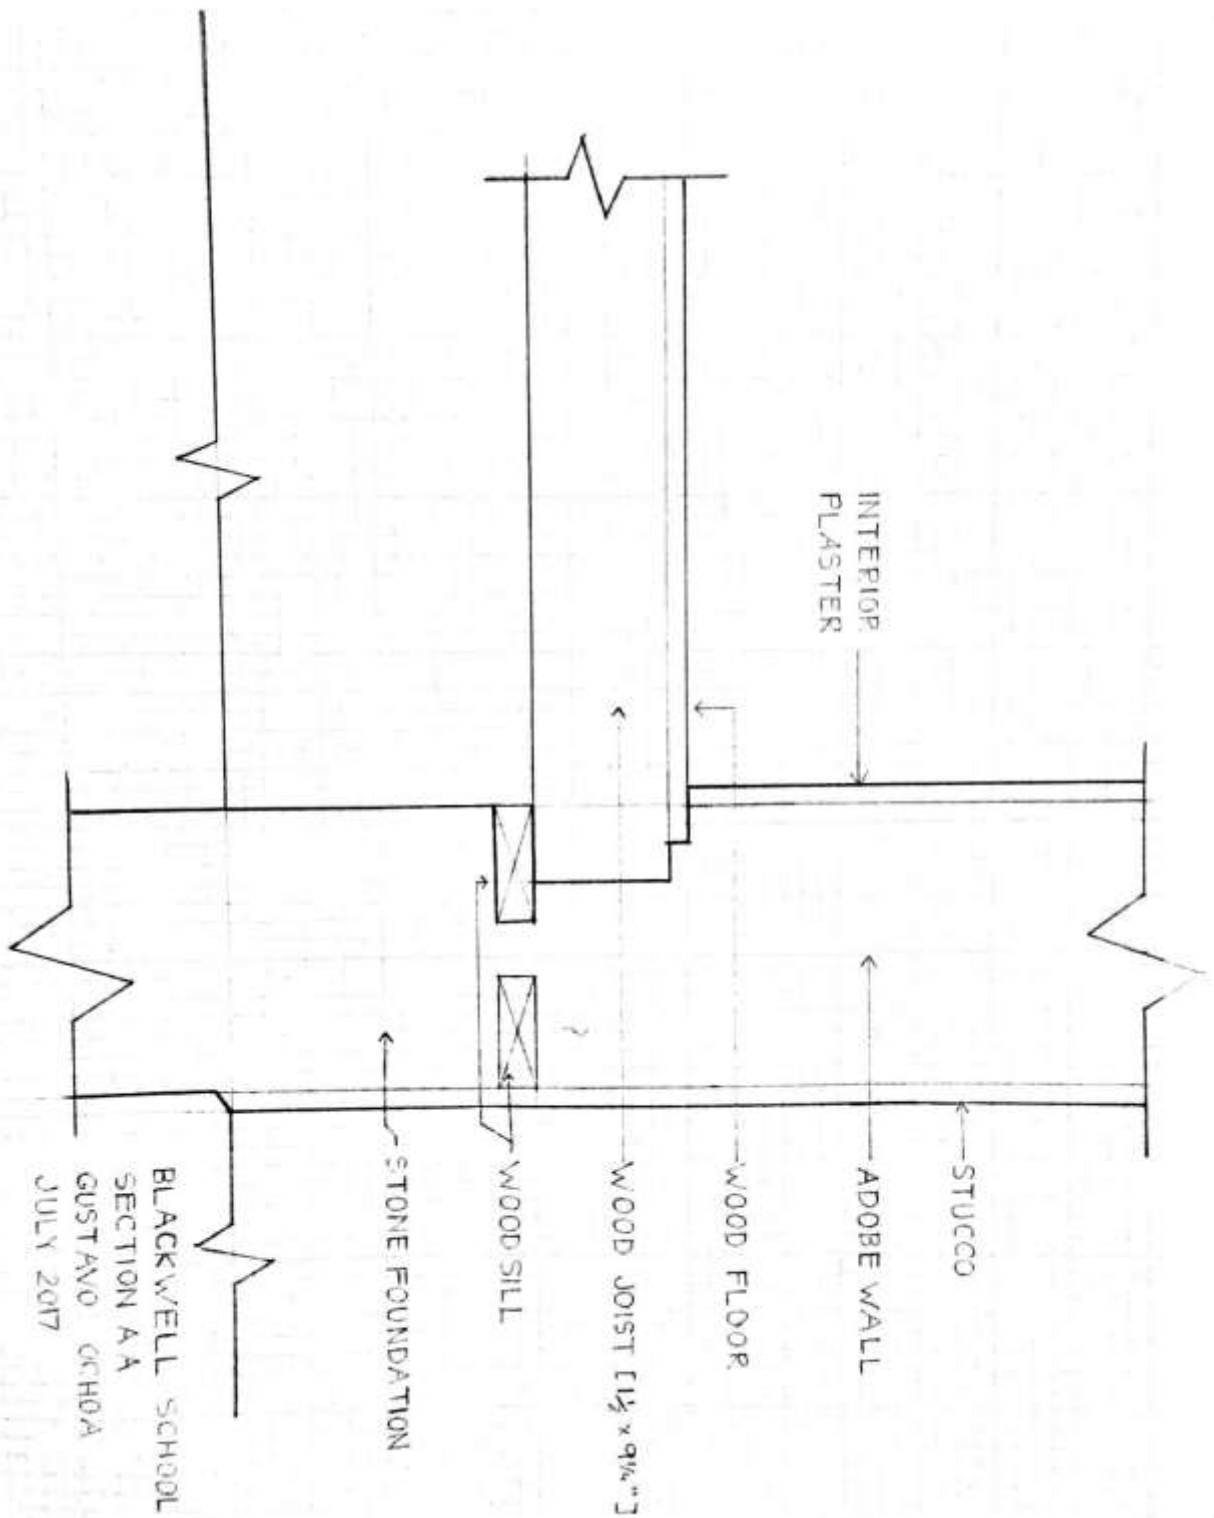 INTERIOR
PLASTER
STUCCO
ADOBE WALL
WOOD FLOOR
WOOD JOIST [1½ x 9¼"]
?
WOOD SILL
STONE FOUNDATION
BLACKWELL SCHOOL
SECTION A A
GUSTAVO OCHOA
JULY 2017